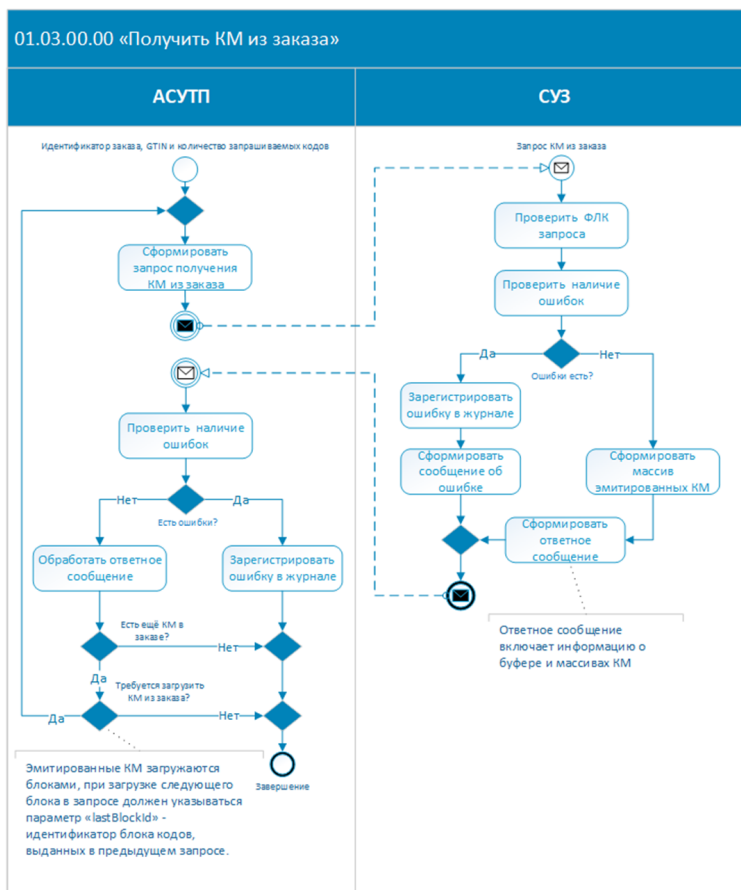 01.03.00.00 «Получить КМ из заказа»
АСУТП
СУЗ
Идентификатор заказа, GTIN и количество запрашиваемых кодов
Сформировать
запрос получения
КМ из заказа
Проверить наличие
ошибок
Нет
Да
Есть ошибки?
Обработать ответное
сообщение
Зарегистрировать
ошибку в журнале
Есть ещё КМ в
заказе?
Нет
Да
Требуется загрузить
КМ из заказа?
Да
Нет
Завершение
Эмитированные КМ загружаются
блоками, при загрузке следующего
блока в запросе должен указываться
параметр «lastBlockId» -
идентификатор блока кодов,
выданных в предыдущем запросе.
Запрос КМ из заказа
Проверить ФЛК
запроса
Проверить наличие
ошибок
Да
Нет
Ошибки есть?
Зарегистрировать
ошибку в журнале
Сформировать
сообщение об
ошибке
Сформировать
массив
эмитированных КМ
Сформировать
ответное
сообщение
Ответное сообщение
включает информацию о
буфере и массивах КМ